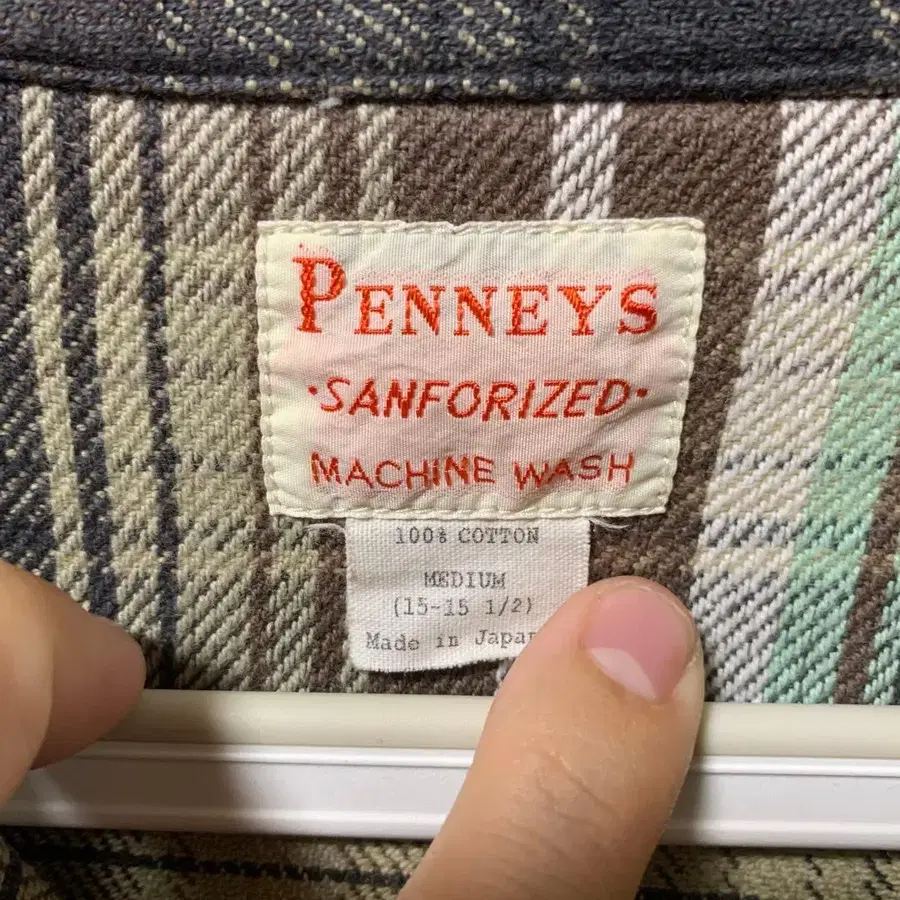 PENNEYS
·SANFORIZED·
MACHINE WASH
100% COTTON
MEDIUM
(15-15 1/2)
Made in Japan